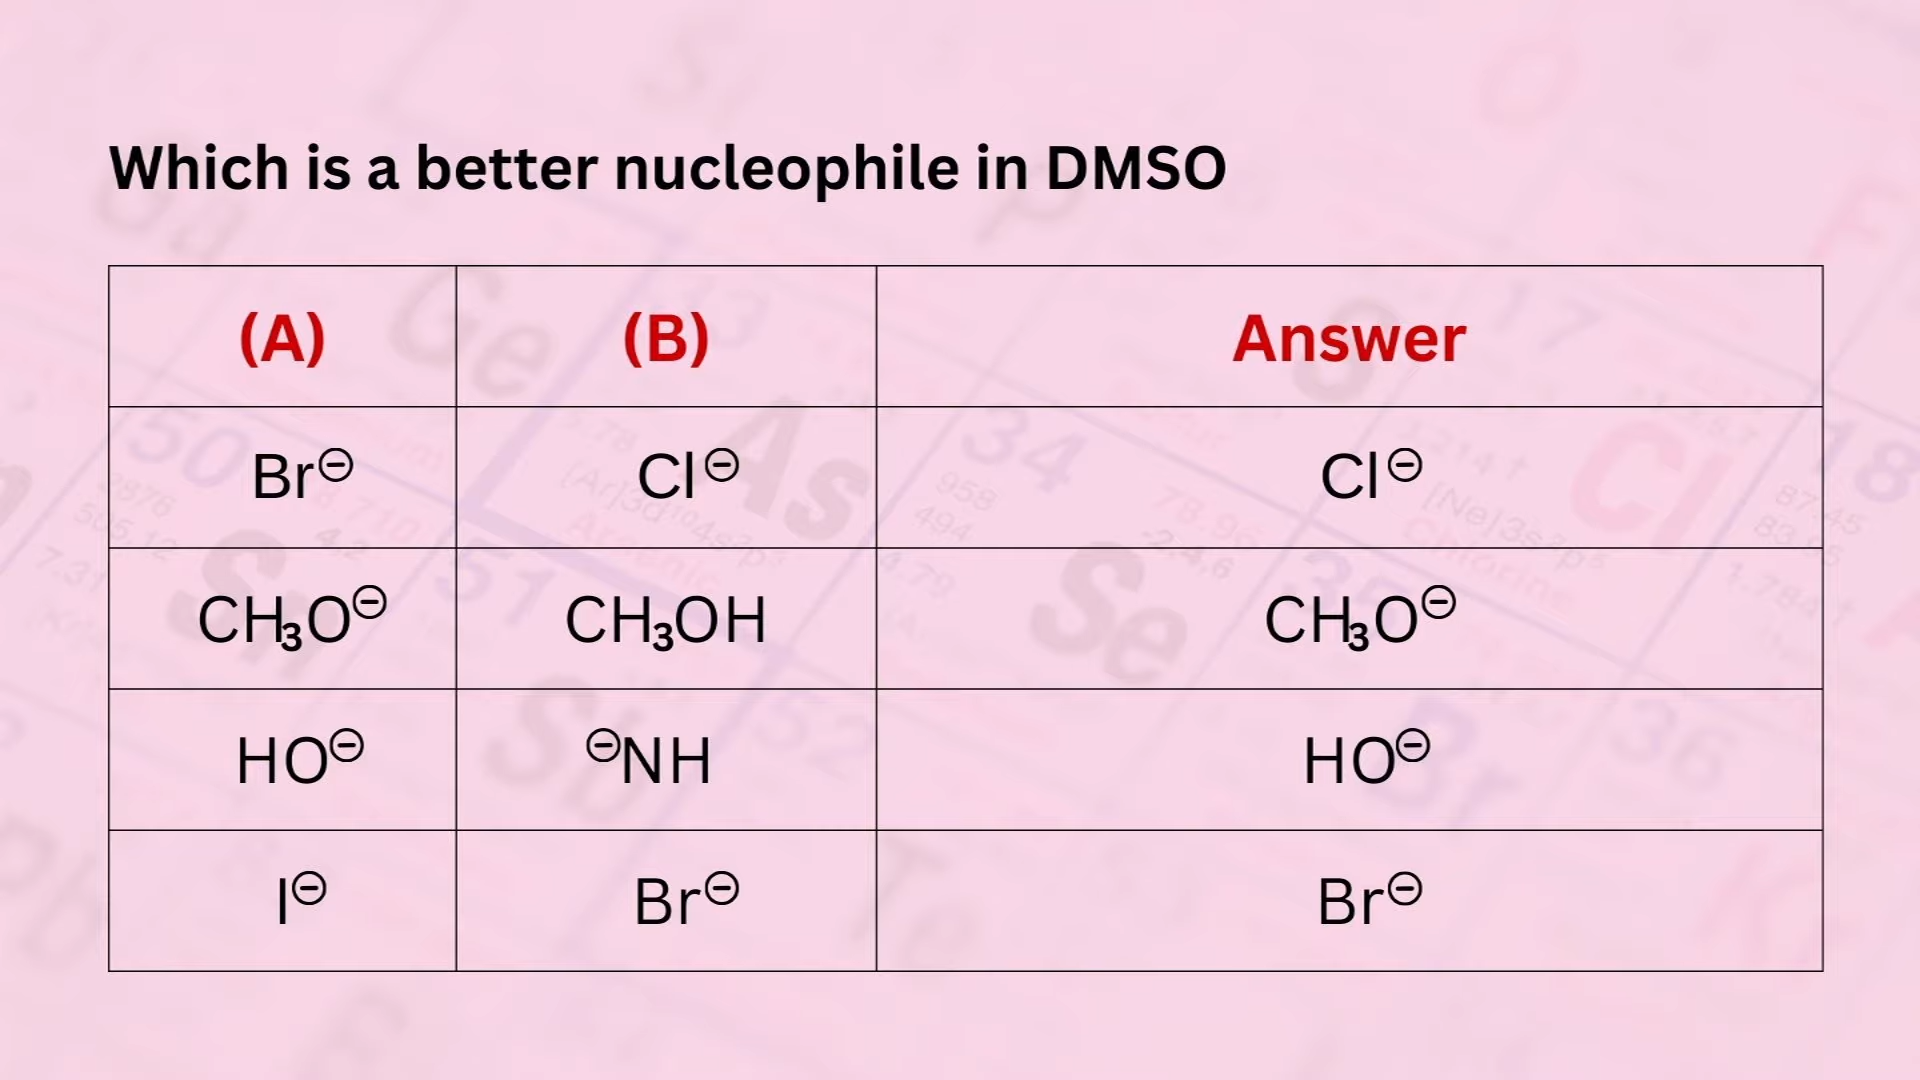 Which is a better nucleophile in DMSO
(A) (B) Answer
Br⊖ Cl⊖ Cl⊖
CH₃O⊖ CH₃OH CH₃O⊖
HO⊖ ⊖NH HO⊖
I⊖ Br⊖ Br⊖